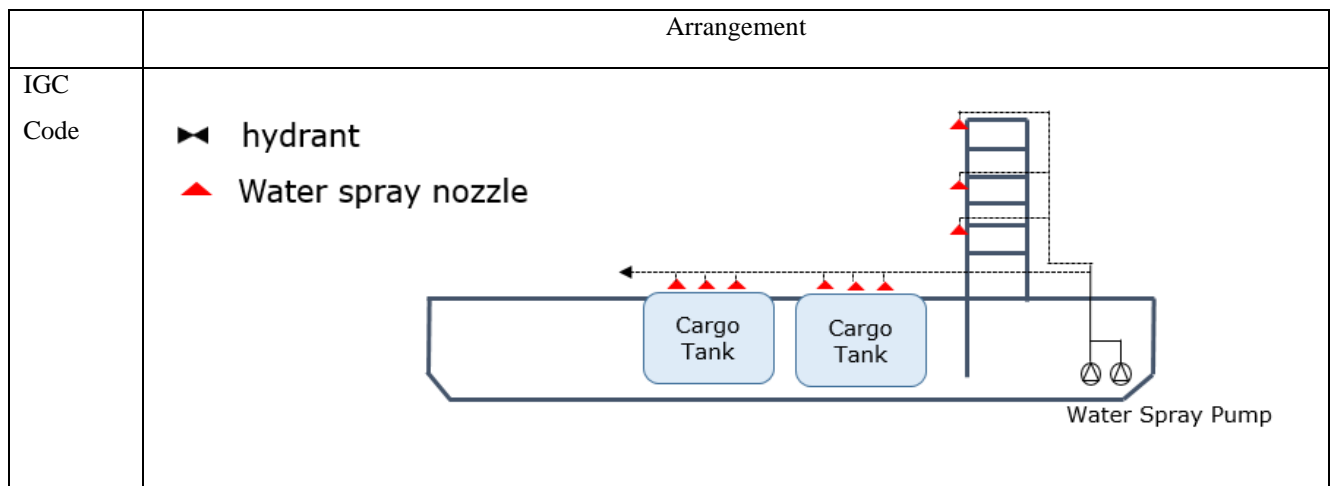 Arrangement
IGC
Code
hydrant
Water spray nozzle
Cargo
Tank
Cargo
Tank
Water Spray Pump